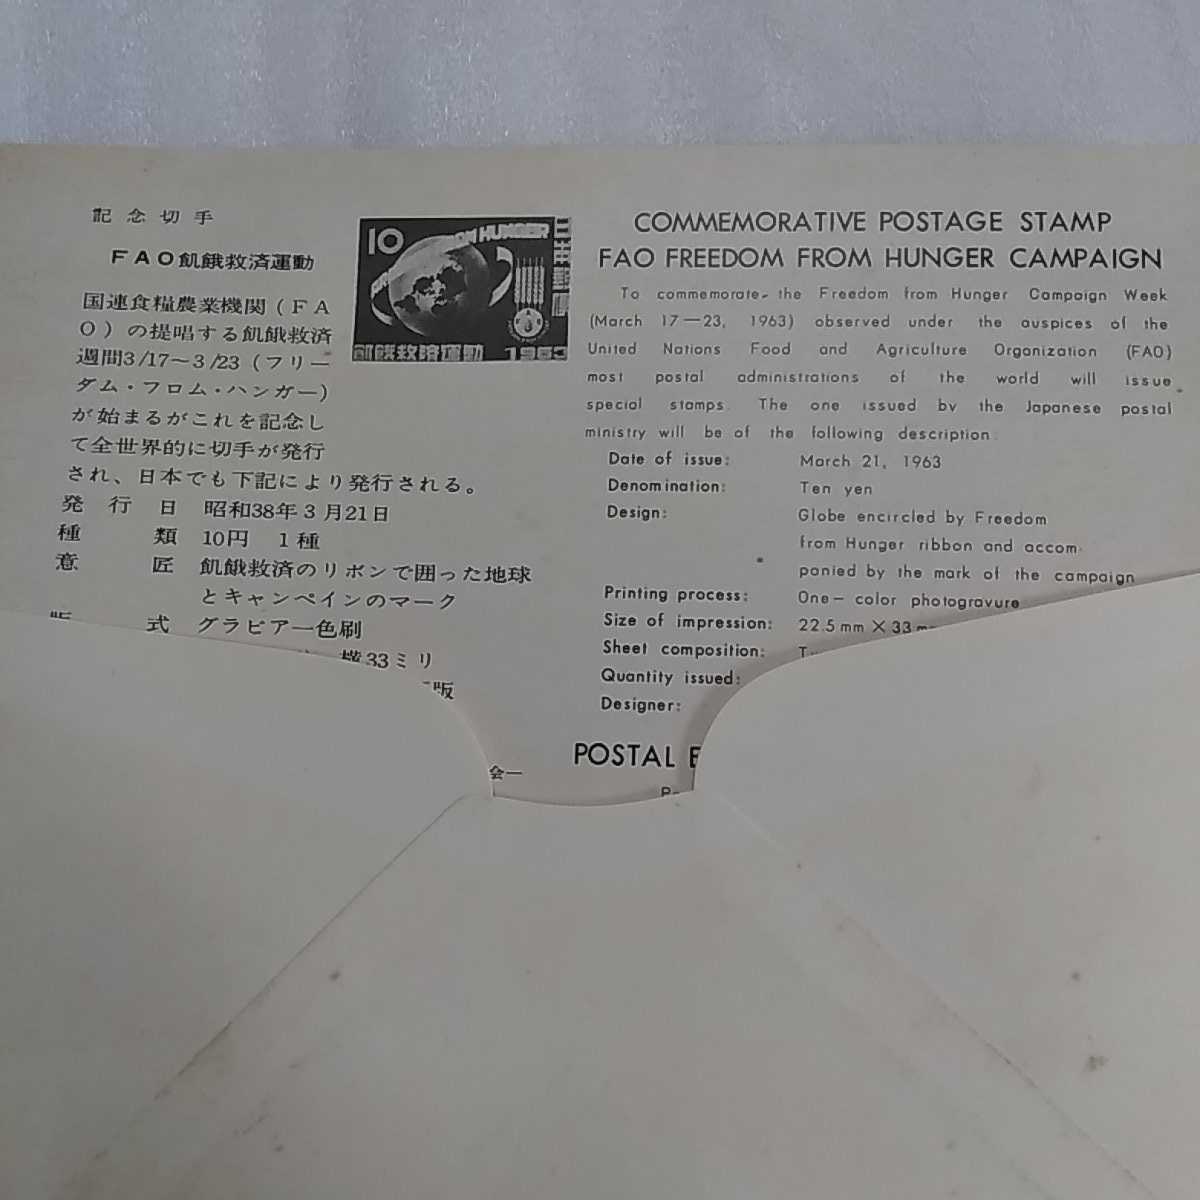 記念切手
FAO飢餓救済運動
国連食糧農業機関(FA
O)の提唱する飢餓救済
週間3/17〜3/23(フリー
ダム・フロム・ハンガー)
が始まるがこれを記念し
て全世界的に切手が発行
され、日本でも下記により発行される。
発行日 昭和38年3月21日
種類 10円 1種
意匠 飢餓救済のリボンで囲った地球
とキャンペインのマーク
版式 グラビア一色刷
横33ミリ
版
会一
10
HUNGER
飢餓救済運動 1963
COMMEMORATIVE POSTAGE STAMP
FAO FREEDOM FROM HUNGER CAMPAIGN
To commemorate the Freedom from Hunger Campaign Week
(March 17—23, 1963) observed under the auspices of the
United Nations Food and Agriculture Organization (FAO)
most postal administrations of the world will issue
special stamps. The one issued by the Japanese postal
ministry will be of the following description:
Date of issue: March 21, 1963
Denomination: Ten yen
Design: Globe encircled by Freedom
from Hunger ribbon and accom-
panied by the mark of the campaign
Printing process: One-color photogravure
Size of impression: 22.5mm X 33
Sheet composition:
Quantity issued:
Designer:
POSTAL